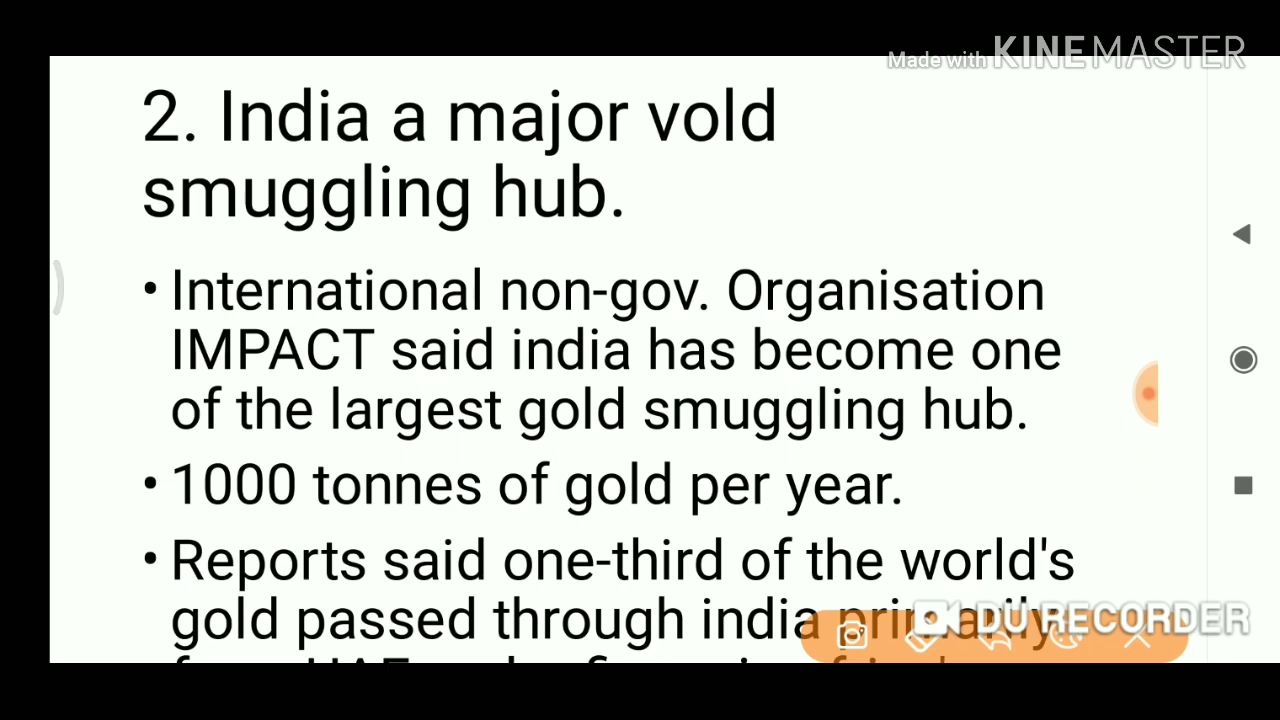 Made with KINEMASTER
2. India a major vold
smuggling hub.
• International non-gov. Organisation
IMPACT said india has become one
of the largest gold smuggling hub.
• 1000 tonnes of gold per year.
• Reports said one-third of the world's
gold passed through india primarily
DU RECORDER